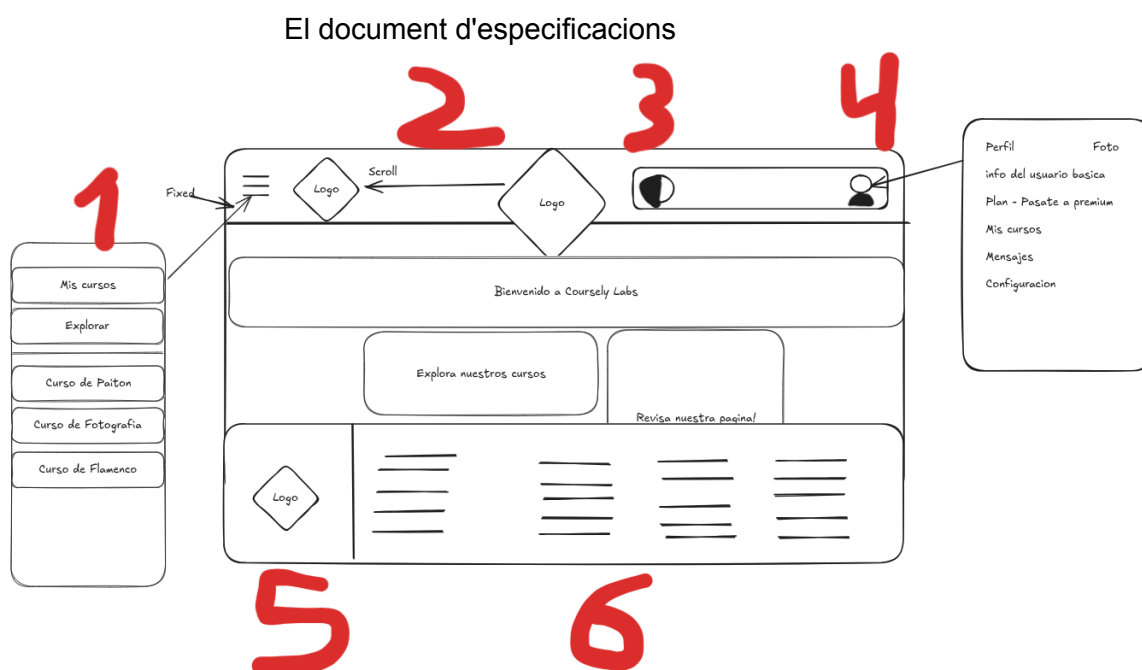 El document d'especificacions
2
3
4
1
Fixed
Logo
Scroll
Logo
Perfil Foto
info del usuario basica
Plan - Pasate a premium
Mis cursos
Mensajes
Configuracion
Mis cursos
Explorar
Curso de Paiton
Curso de Fotografia
Curso de Flamenco
Bienvenido a Coursely Labs
Explora nuestros cursos
Revisa nuestra pagina!
Logo
5
6